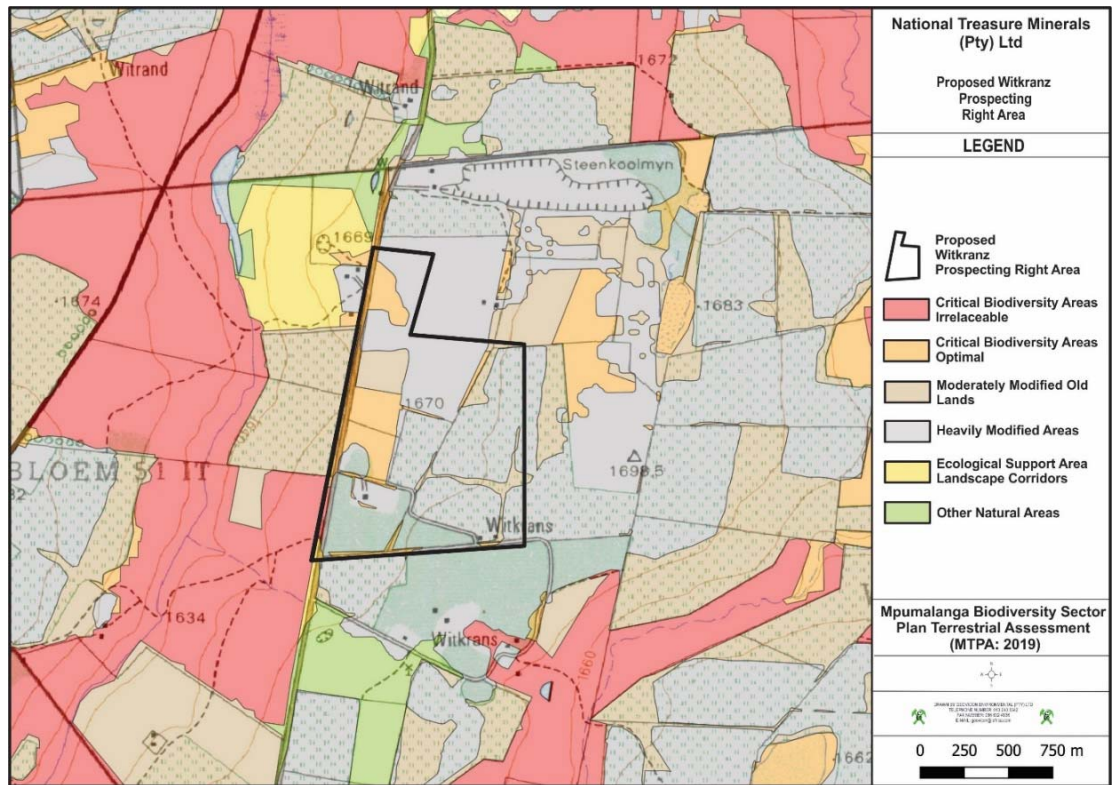 Witrand
Witrand
1672
Steenkoolmyn
1669
1674
1683
1670
1698,5
BLOEM 51 IT
32
Witkrans
1634
Witkrans
1660
1662
National Treasure Minerals
(Pty) Ltd
Proposed Witkranz
Prospecting
Right Area
LEGEND
Proposed
Witkranz
Prospecting Right Area
Critical Biodiversity Areas
Irrelaceable
Critical Biodiversity Areas
Optimal
Moderately Modified Old
Lands
Heavily Modified Areas
Ecological Support Area
Landscape Corridors
Other Natural Areas
Mpumalanga Biodiversity Sector
Plan Terrestrial Assessment
(MTPA: 2019)
0 250 500 750 m